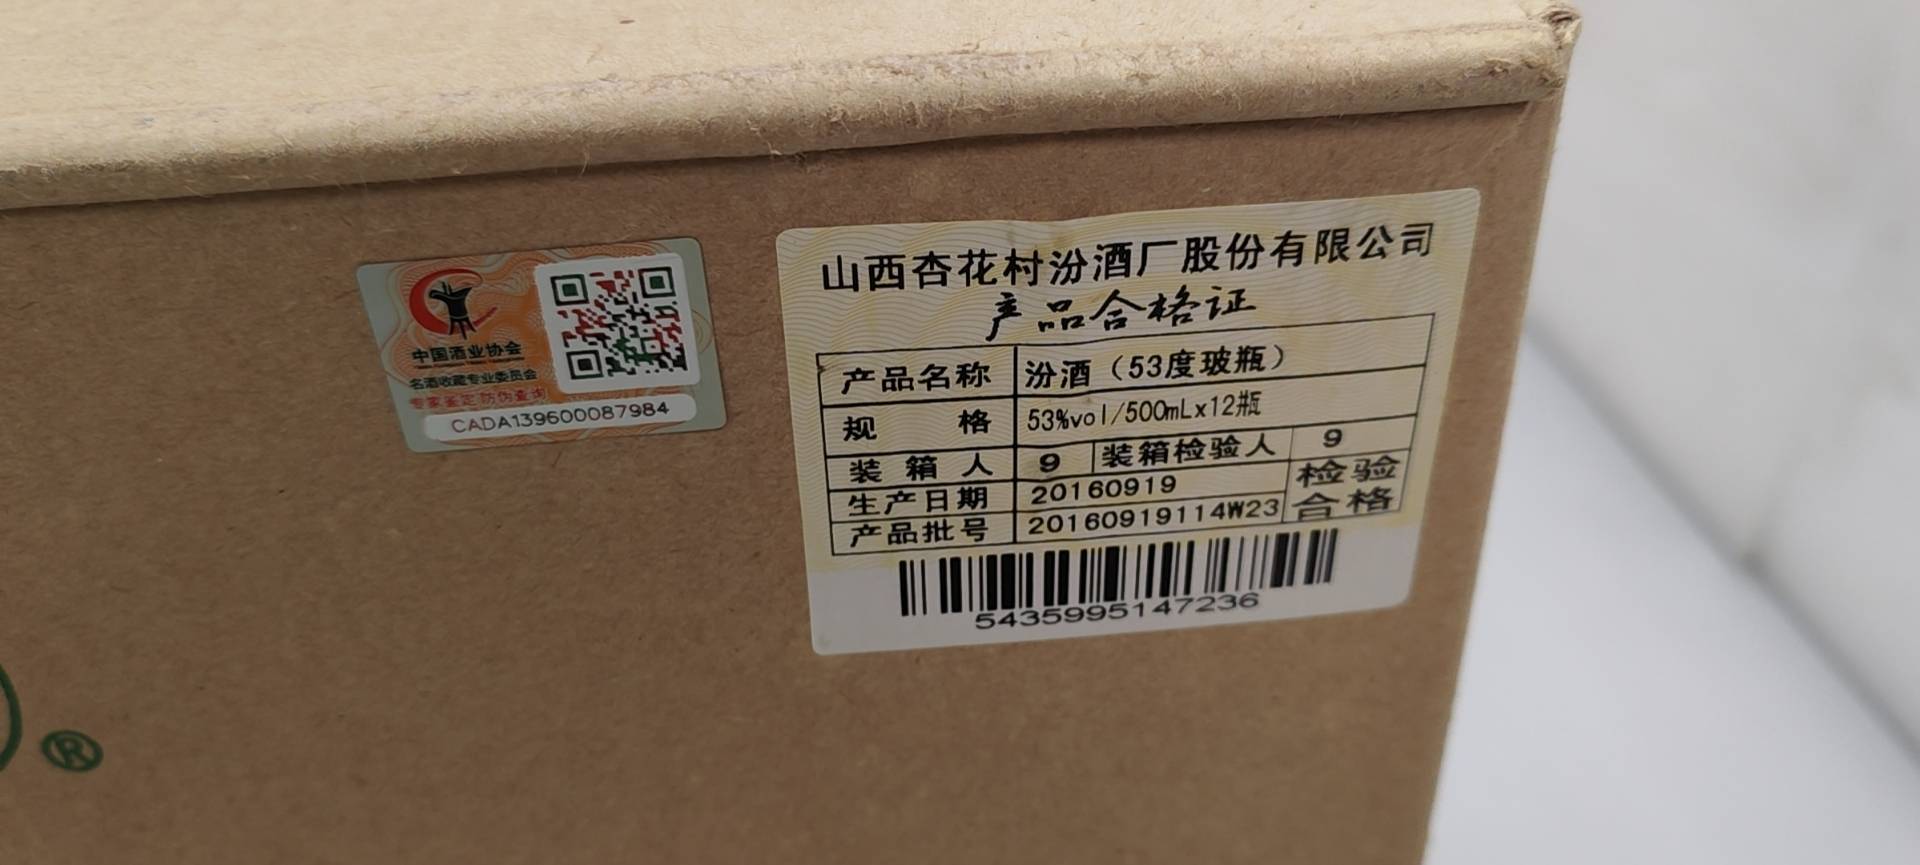 中国酒业协会
名酒收藏专业委员会
专家鉴定 防伪查询
CADA139600087984
山西杏花村汾酒厂股份有限公司
产品合格证
产品名称 汾酒（53度玻瓶）
规 格 53%vol/500mLx12瓶
装箱人 9 装箱检验人 9
生产日期 20160919 检验
产品批号 20160919114W23 合格
5435995147236
®